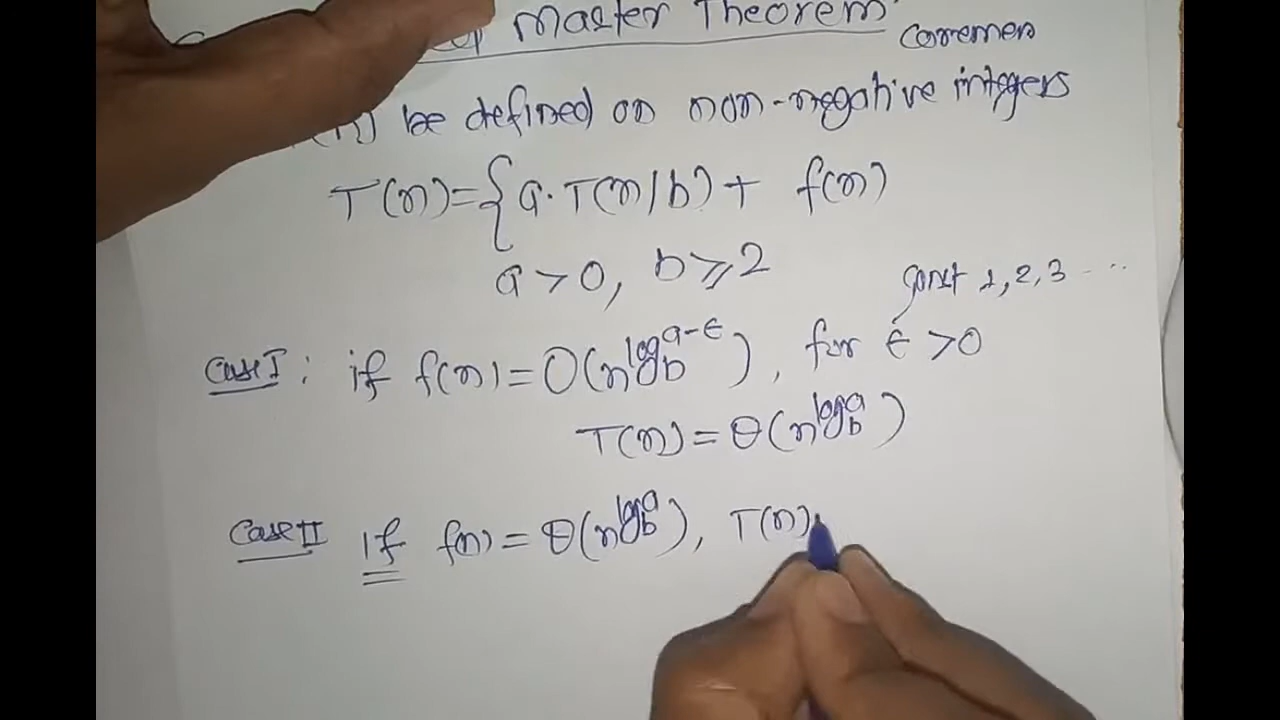 Master Theorem
Coremen
be defined on non-negative integers
T(n)={a.T(n/b)+ f(n)
a>0, b≥2
const 1,2,3 ...
Case I: if f(n)=O(n^log_b^a-ϵ), for ϵ>0
T(n)=θ(n^log_b^a)
Case II If f(n)=θ(n^log_b^a), T(n)